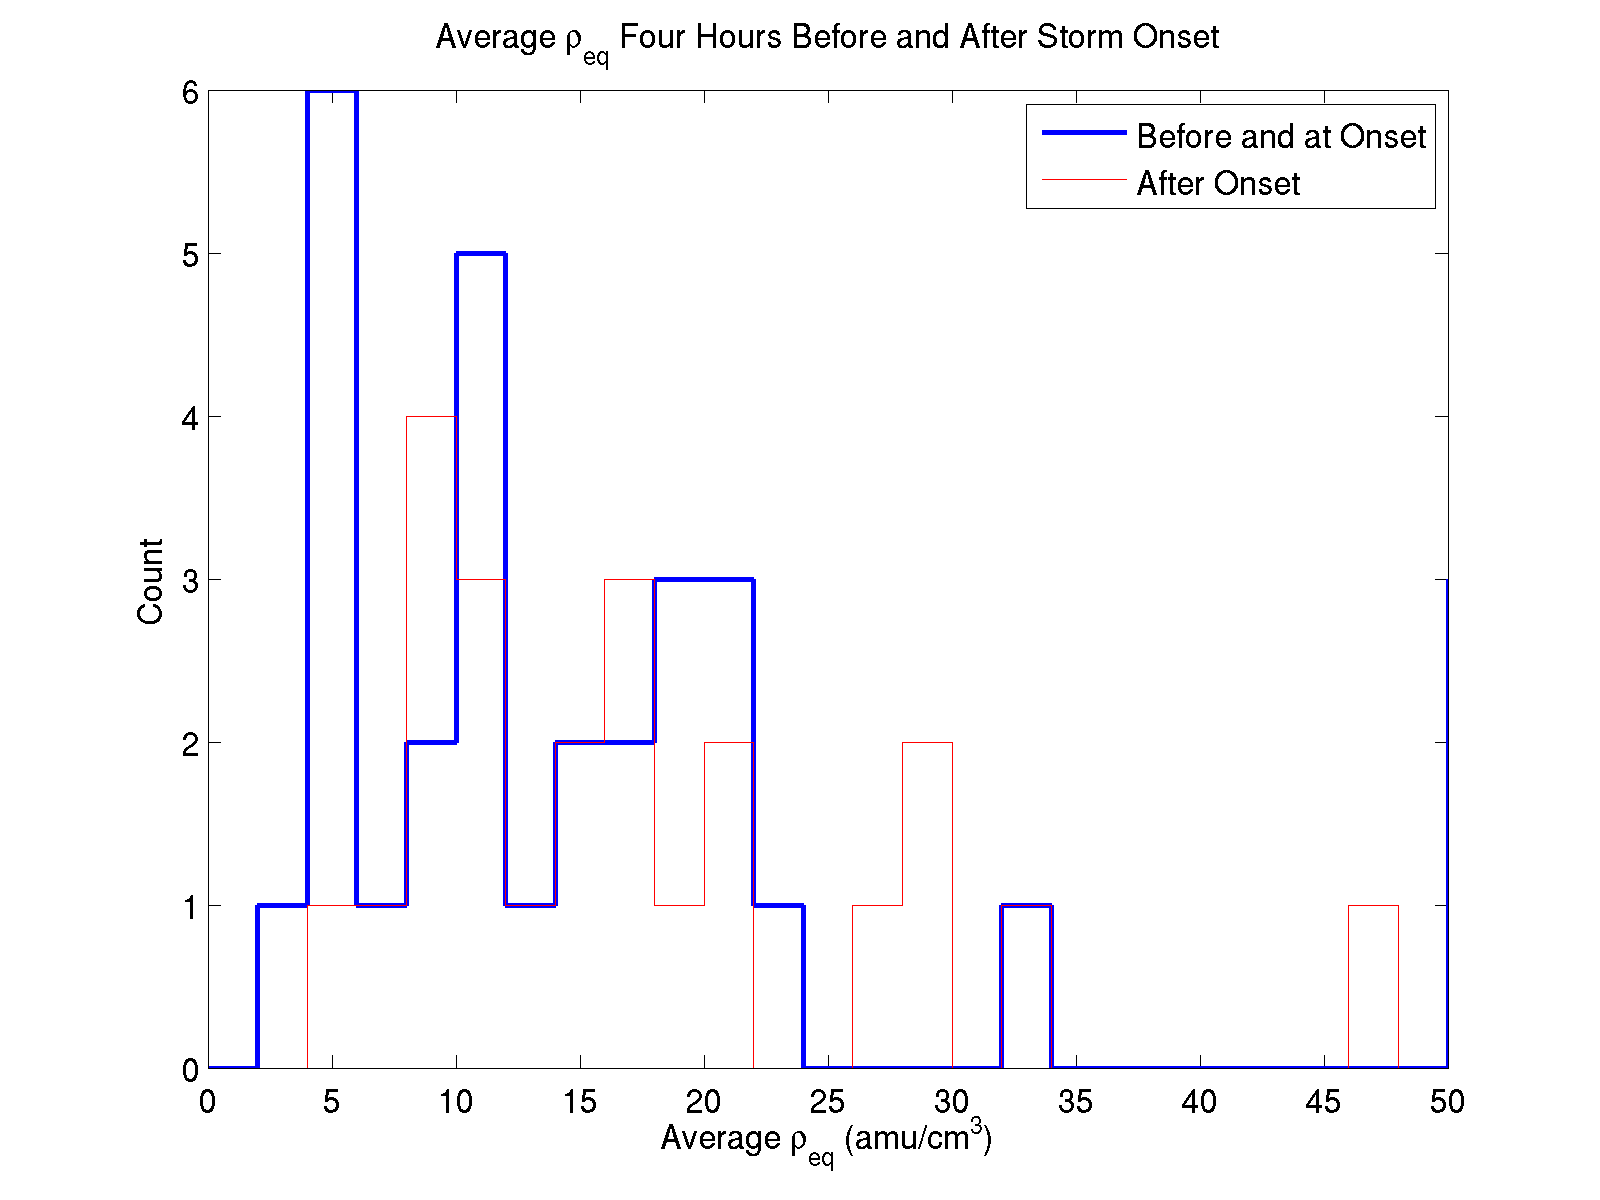 Average ρeq Four Hours Before and After Storm Onset
Before and at Onset
After Onset
6
5
4
3
2
1
0
Count
0 5 10 15 20 25 30 35 40 45 50
Average ρeq (amu/cm³)